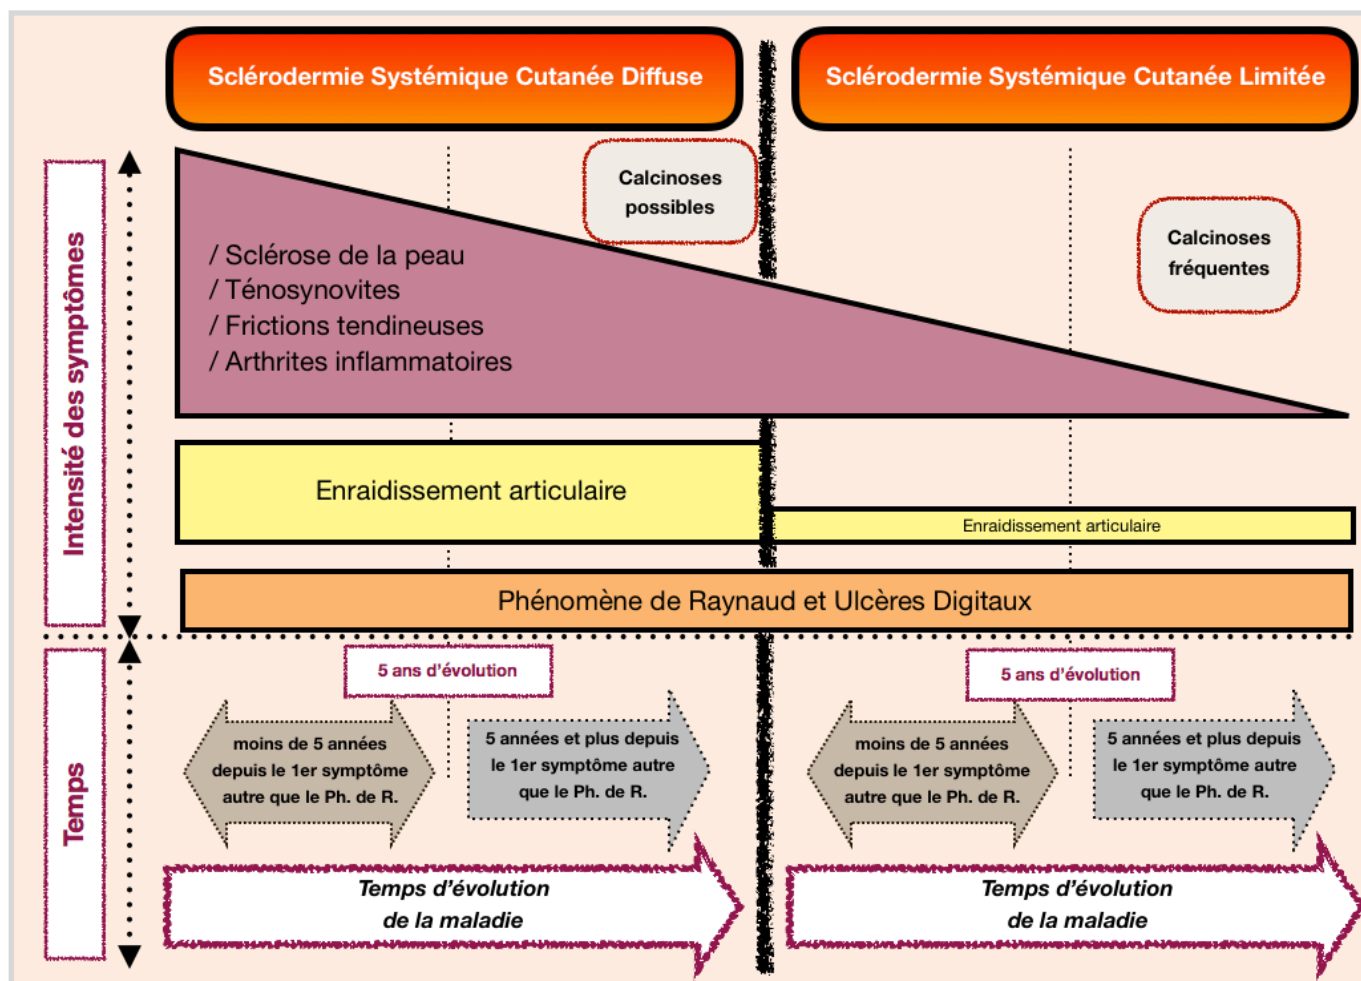 Sclérodermie Systémique Cutanée Diffuse
Sclérodermie Systémique Cutanée Limitée
Intensité des symptômes
Calcinoses
possibles
Calcinoses
fréquentes
/ Sclérose de la peau
/ Ténosynovites
/ Frictions tendineuses
/ Arthrites inflammatoires
Enraidissement articulaire
Enraidissement articulaire
Phénomène de Raynaud et Ulcères Digitaux
Temps
5 ans d'évolution
moins de 5 années
depuis le 1er symptôme
autre que le Ph. de R.
5 années et plus depuis
le 1er symptôme autre
que le Ph. de R.
5 ans d'évolution
moins de 5 années
depuis le 1er symptôme
autre que le Ph. de R.
5 années et plus depuis
le 1er symptôme autre
que le Ph. de R.
Temps d'évolution
de la maladie
Temps d'évolution
de la maladie